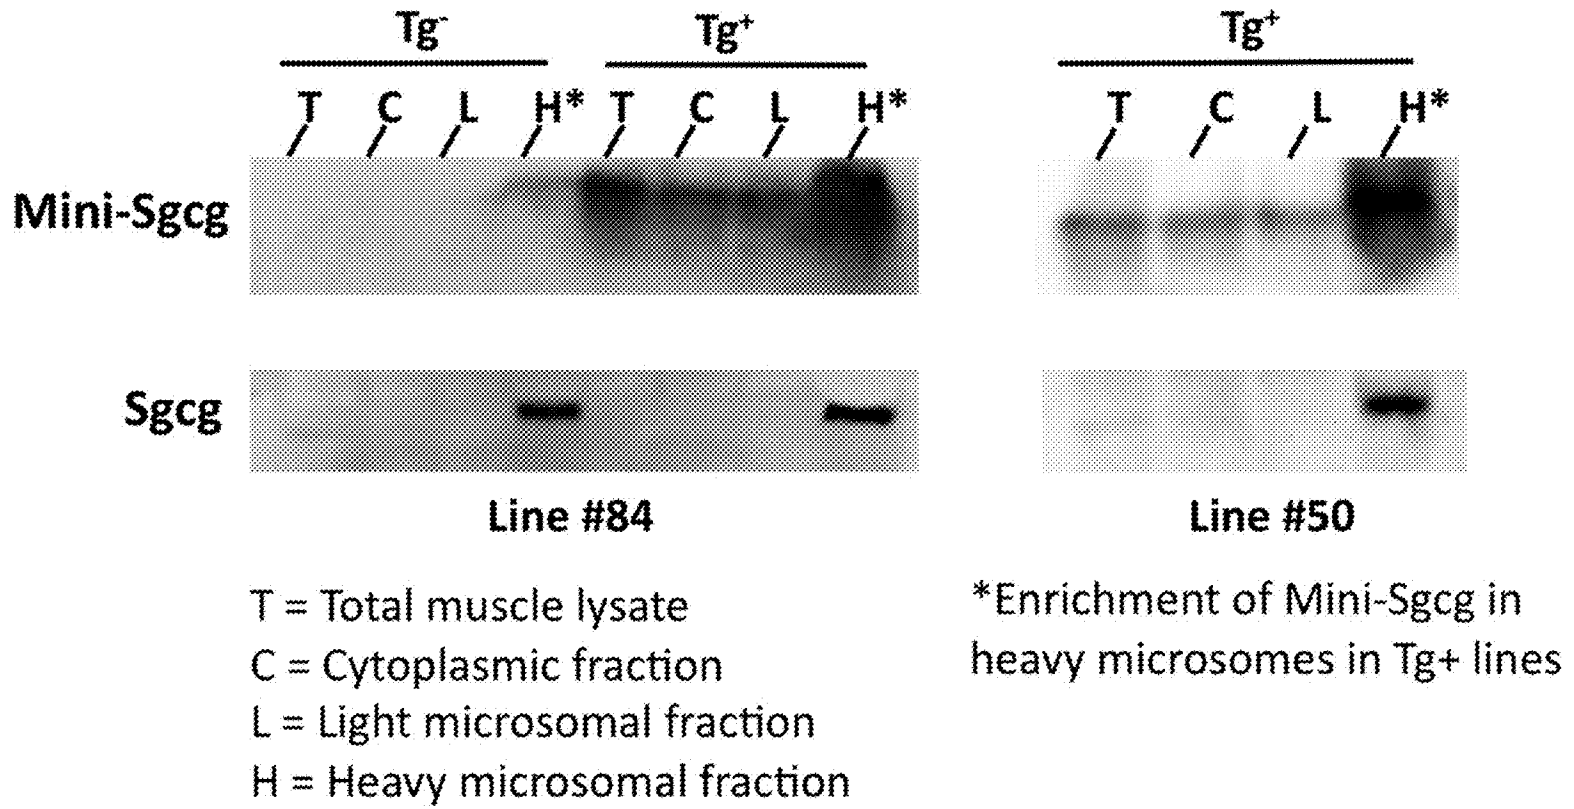 Tg- Tg+ Tg+
T C L H* T C L H* T C L H*
Mini-Sgcg
Sgcg
Line #84 Line #50
T = Total muscle lysate
C = Cytoplasmic fraction
L = Light microsomal fraction
H = Heavy microsomal fraction
*Enrichment of Mini-Sgcg in
heavy microsomes in Tg+ lines